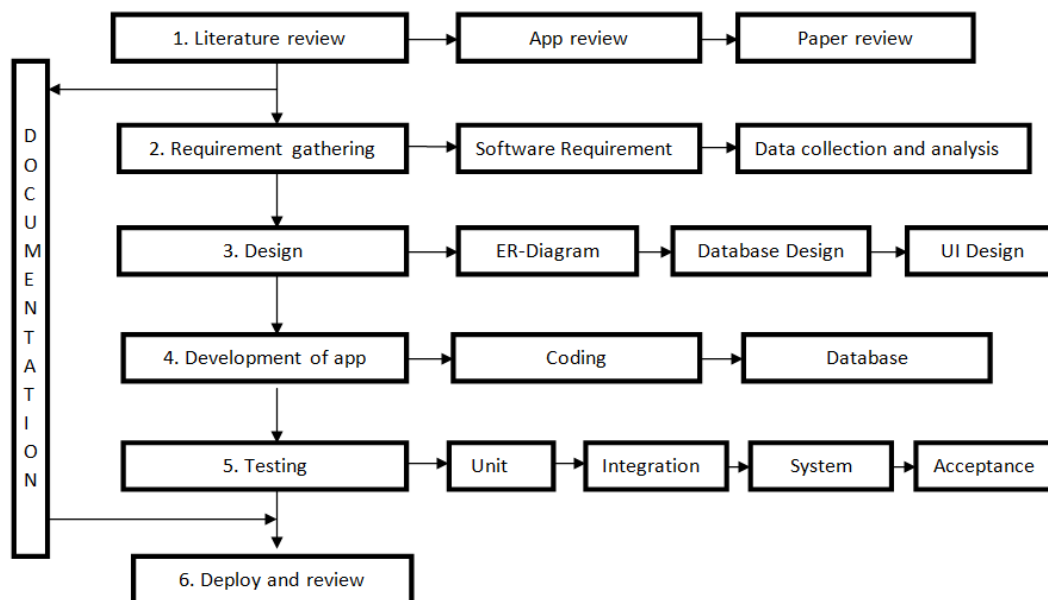 1. Literature review
App review
Paper review
DOCUMENTATION
2. Requirement gathering
Software Requirement
Data collection and analysis
3. Design
ER-Diagram
Database Design
UI Design
4. Development of app
Coding
Database
5. Testing
Unit
Integration
System
Acceptance
6. Deploy and review